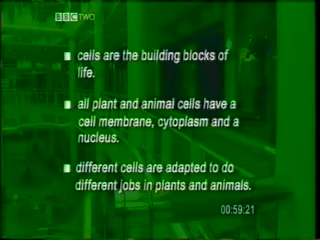 BBC TWO
cells are the building blocks of
life.
all plant and animal cells have a
cell membrane, cytoplasm and a
nucleus.
different cells are adapted to do
different jobs in plants and animals.
00:59:21